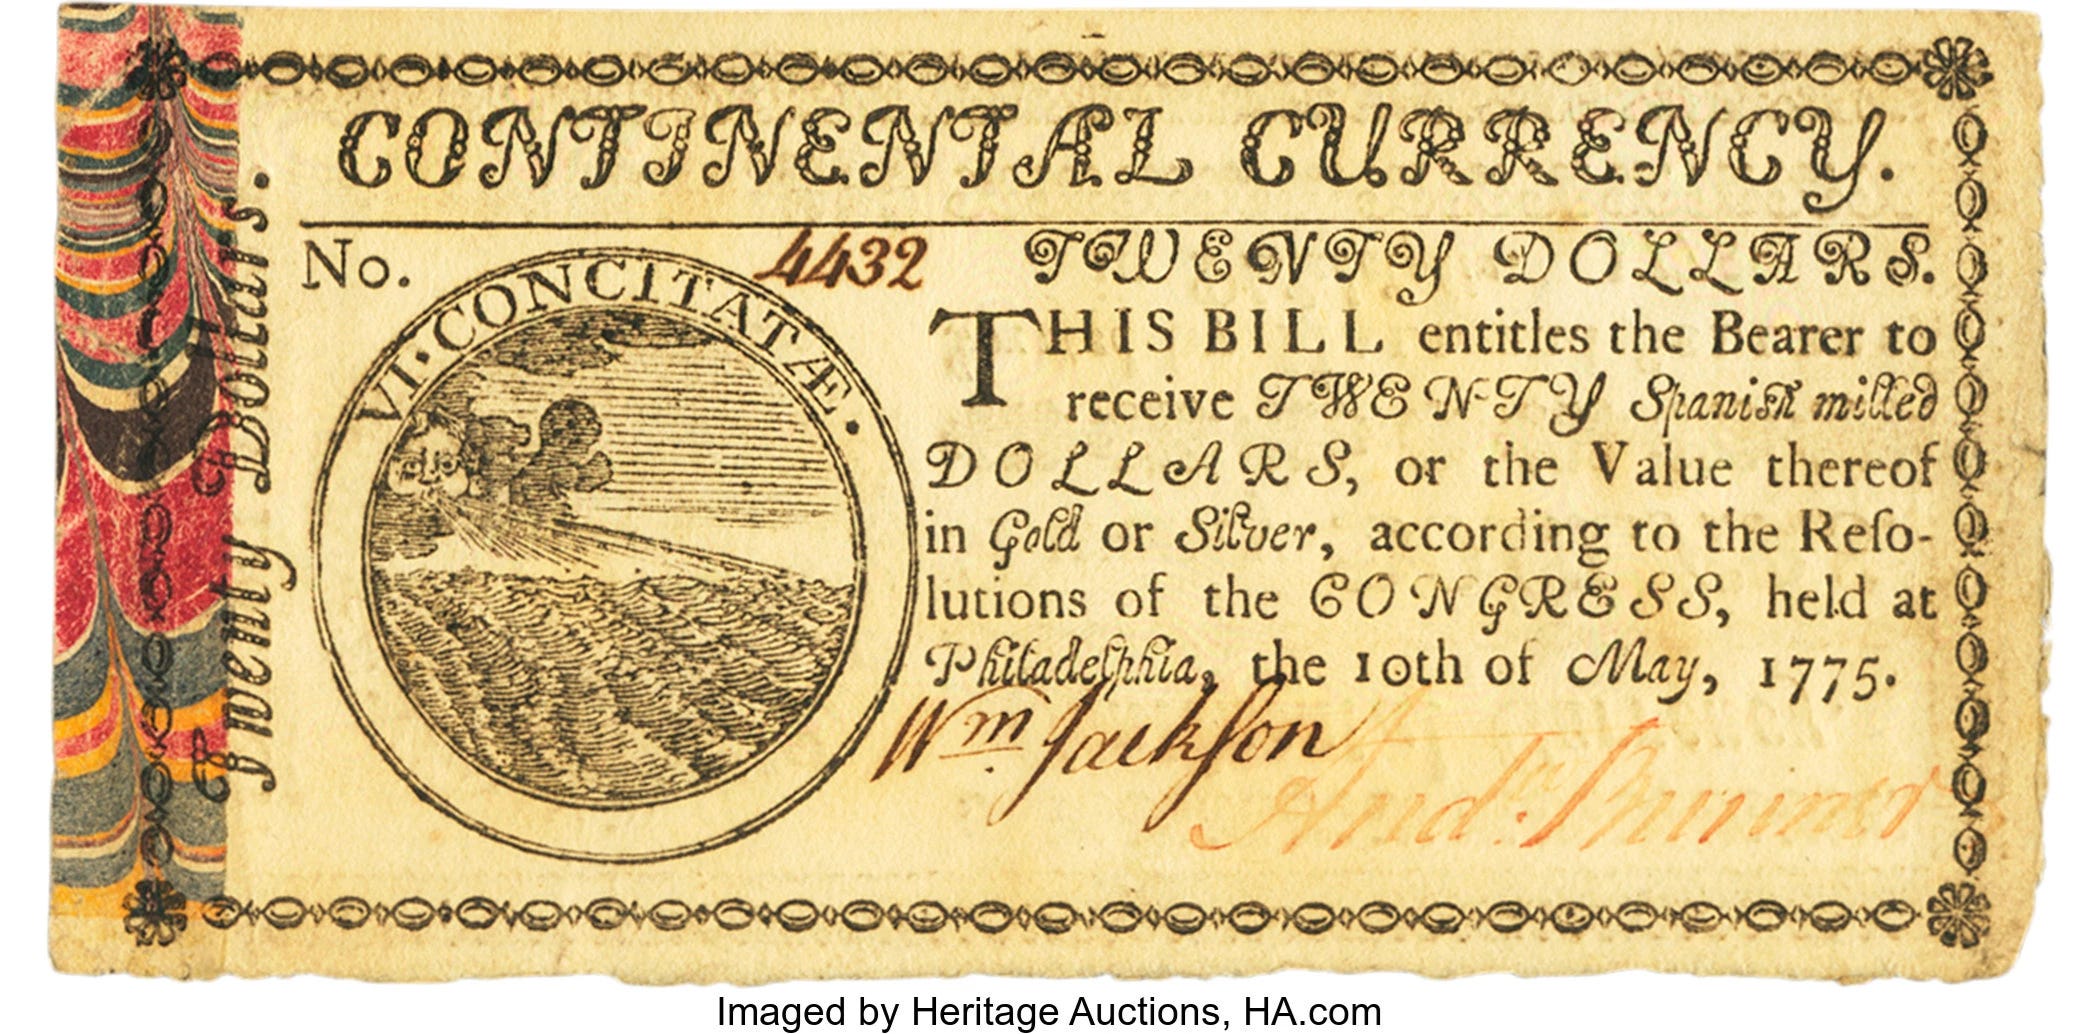 CONTINENTAL CURRENCY.
Twenty Dollars.
No. 4432
TWENTY DOLLARS.
VI·CONCITATÆ.
THIS BILL entitles the Bearer to
receive TWENTY Spanish milled
DOLLARS, or the Value thereof
in Gold or Silver, according to the Reſo-
lutions of the CONGRESS, held at
Philadelphia, the 10th of May, 1775.
Wm. Jackſon
Andw. Bunner
Imaged by Heritage Auctions, HA.com